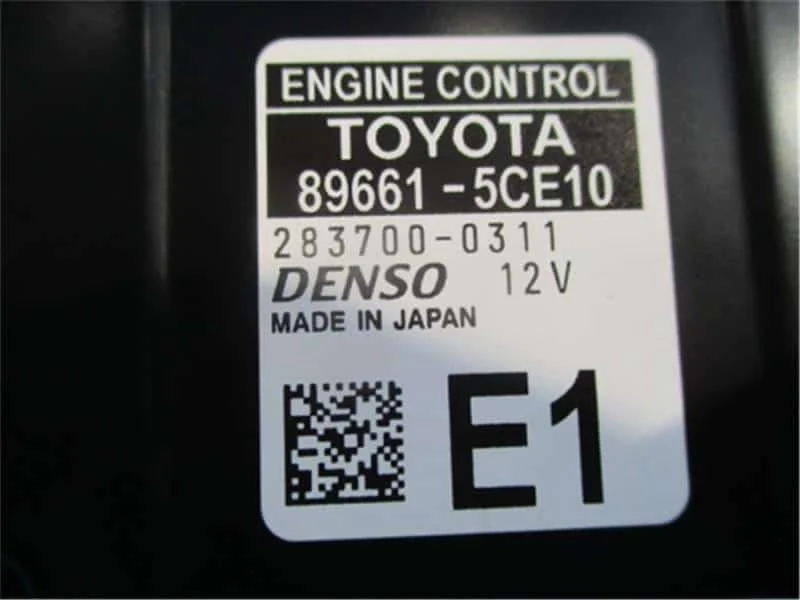 ENGINE CONTROL
TOYOTA
89661-5CE10
283700-0311
DENSO 12V
MADE IN JAPAN
E1